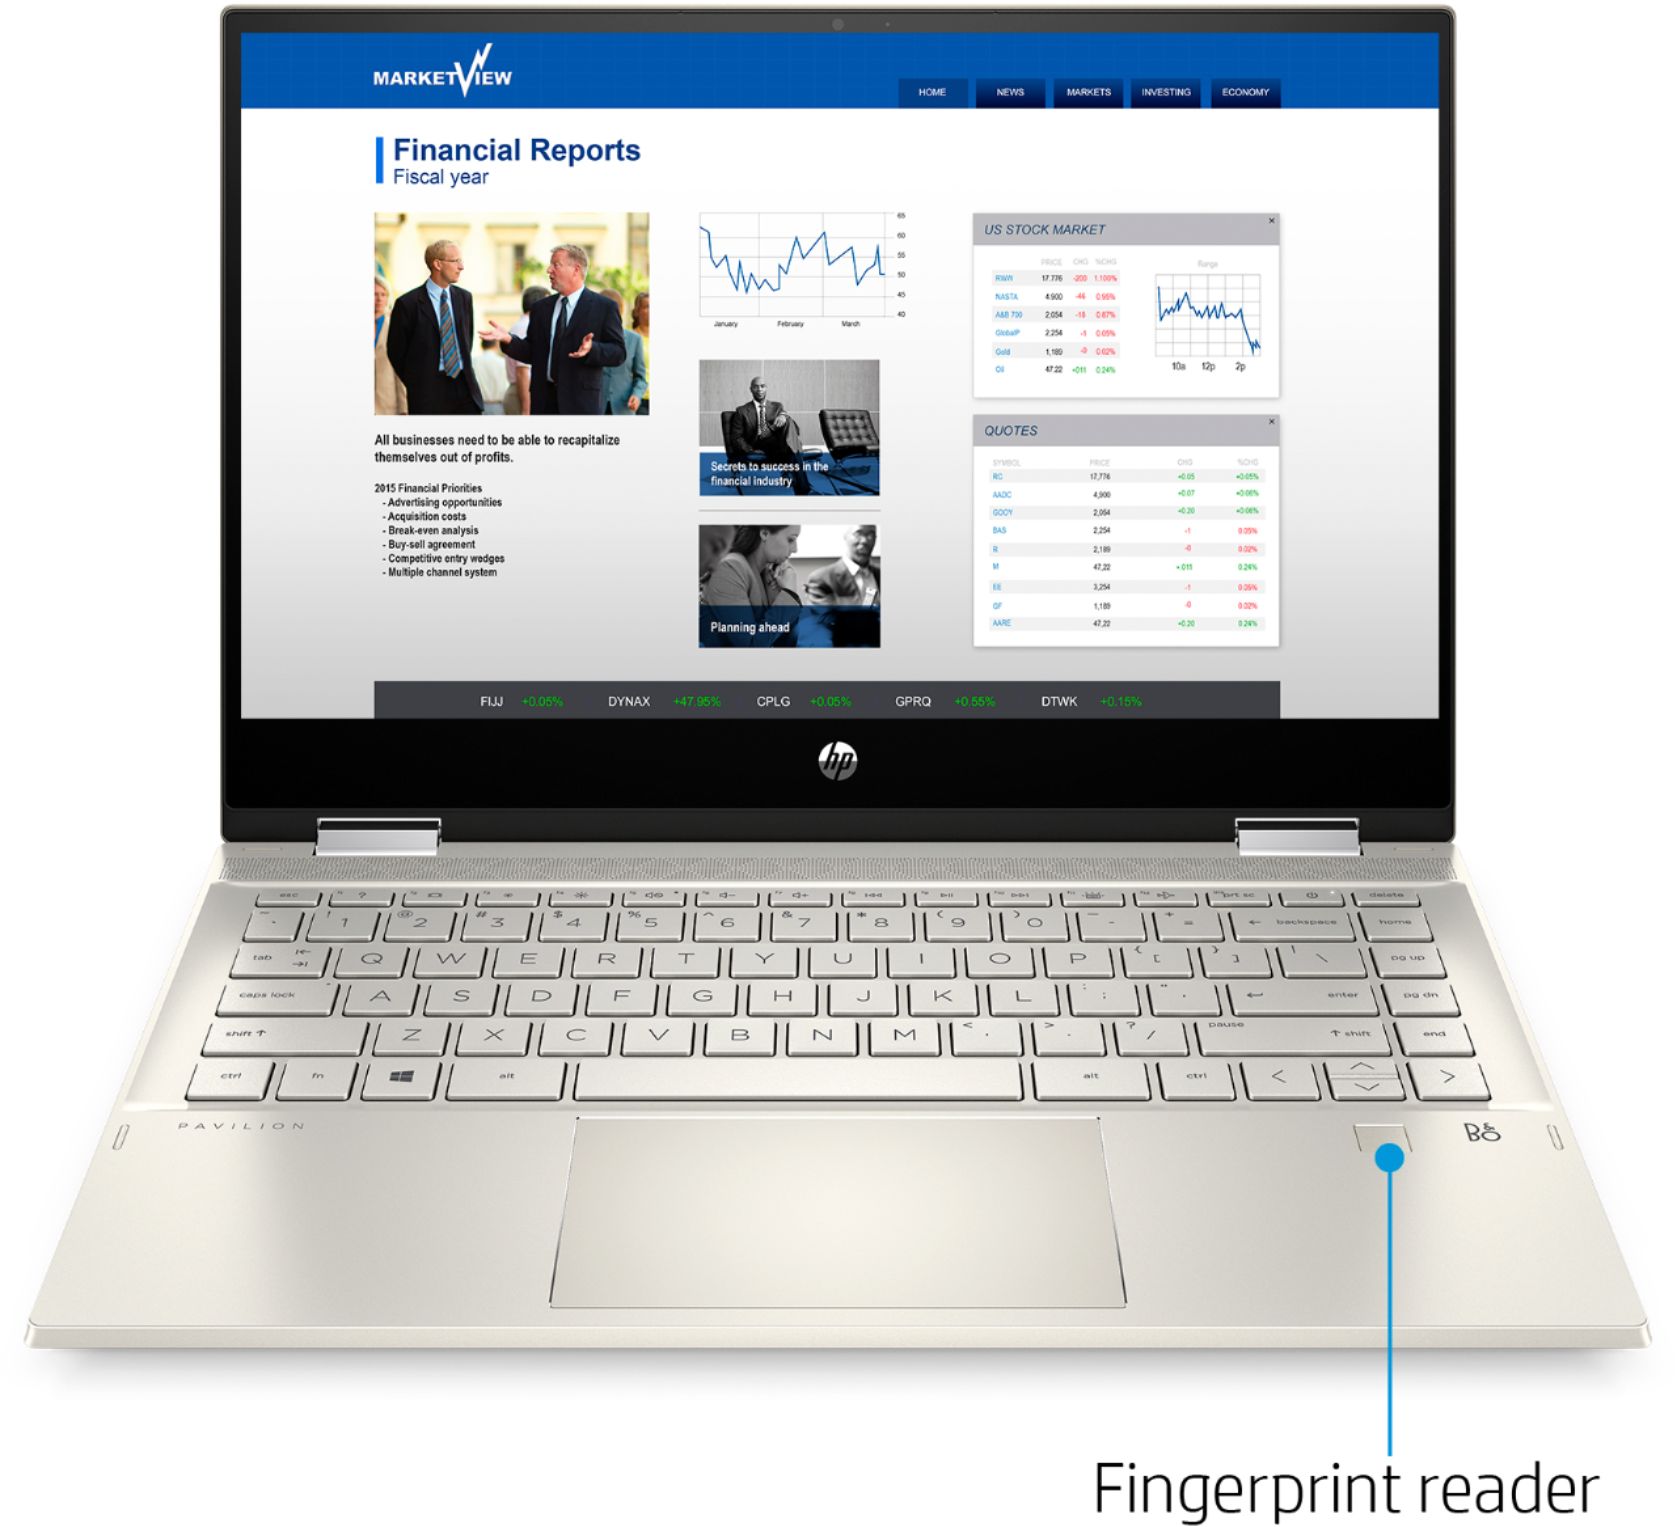 MARKETVIEW
HOME NEWS MARKETS INVESTING ECONOMY
Financial Reports
Fiscal year
65
60
55
50
45
40
January February March
All businesses need to be able to recapitalize
themselves out of profits.
2015 Financial Priorities
- Advertising opportunities
- Acquisition costs
- Break-even analysis
- Buy-sell agreement
- Competitive entry wedges
- Multiple channel system
Secrets to success in the
financial industry
Planning ahead
US STOCK MARKET
PRICE CHG %CHG
17.776 -200 1.100%
NASTA 4.900 -46
A&B 700 2,054 -18 0.87%
GlobalP 2,254 -1 0.05%
Gold 1,189 -0 0.02%
Oil 47.22 +011 0.24%
Range
10a 12p 2p
QUOTES
SYMBOL PRICE CHG %CHG
RC 17,776 +0.05 +0.05%
AADC 4,900 +0.07 +0.06%
GOOY 2,054 +0.20 +0.06%
BAS 2,254 -1 0.05%
R 2,189 -0 0.02%
M 47,22 +.011 0.24%
EE 3,254 -1 0.05%
GF 1,189 -0 0.02%
AARE 47,22 +0.20 0.24%
FIJJ +0.05% DYNAX +47.95% CPLG +0.05% GPRQ +0.55% DTWK +0.15%
hp
esc prt sc delete
~ ` ! 1 @ 2 # 3 $ 4 % 5 ^ 6 & 7 * 8 ( 9 ) 0 - + = backspace home
tab Q W E R T Y U I O P { [ } ] \ pg up
caps lock A S D F G H J K L : ; " ' enter pg dn
shift Z X C V B N M < , > . ? / pause shift end
ctrl fn alt alt ctrl
PAVILION
B&O
Fingerprint reader